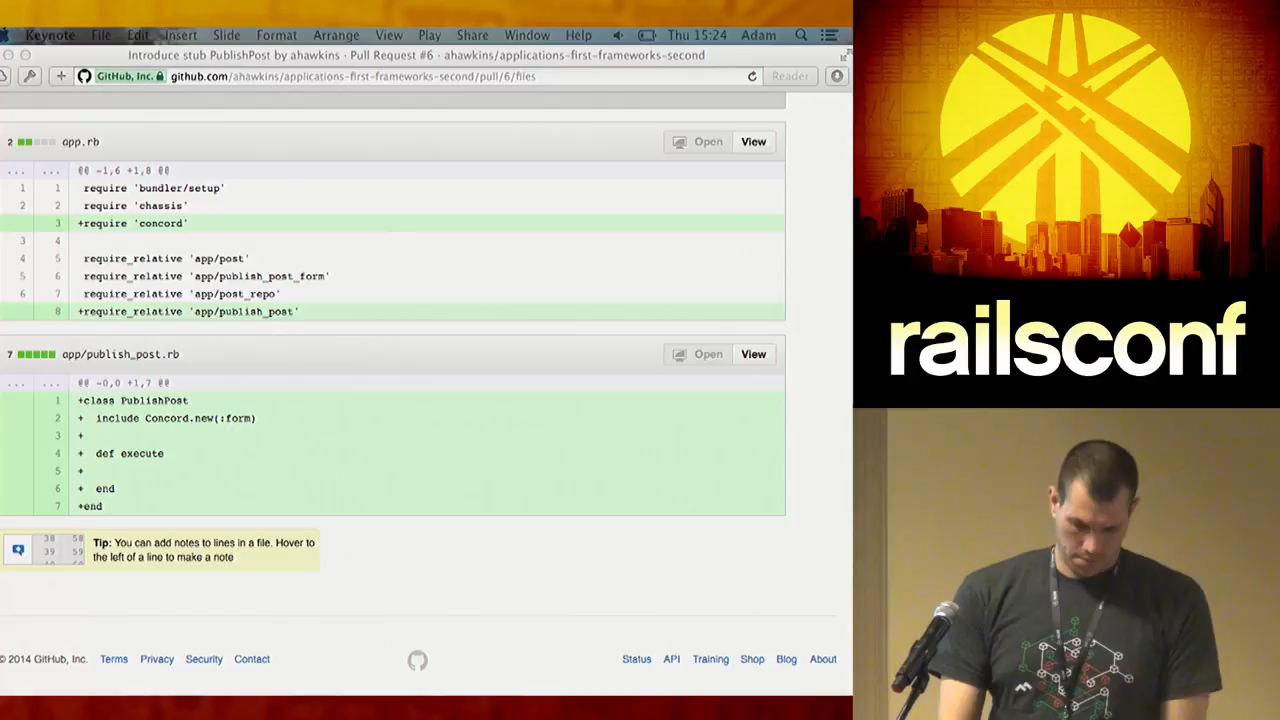 Keynote File Edit Insert Slide Format Arrange View Play Share Window Help Thu 15:24 Adam
Introduce stub PublishPost by ahawkins · Pull Request #6 · ahawkins/applications-first-frameworks-second
GitHub, Inc. github.com/ahawkins/applications-first-frameworks-second/pull/6/files Reader
2 app.rb Open View
... ... @@ -1,6 +1,8 @@
1 1 require 'bundler/setup'
2 2 require 'chassis'
3 +require 'concord'
3 4
4 5 require_relative 'app/post'
5 6 require_relative 'app/publish_post_form'
6 7 require_relative 'app/post_repo'
8 +require_relative 'app/publish_post'
7 app/publish_post.rb Open View
... ... @@ -0,0 +1,7 @@
1 +class PublishPost
2 + include Concord.new(:form)
3 +
4 + def execute
5 +
6 + end
7 +end
38 58
39 59
Tip: You can add notes to lines in a file. Hover to
the left of a line to make a note
© 2014 GitHub, Inc. Terms Privacy Security Contact Status API Training Shop Blog About
railsconf